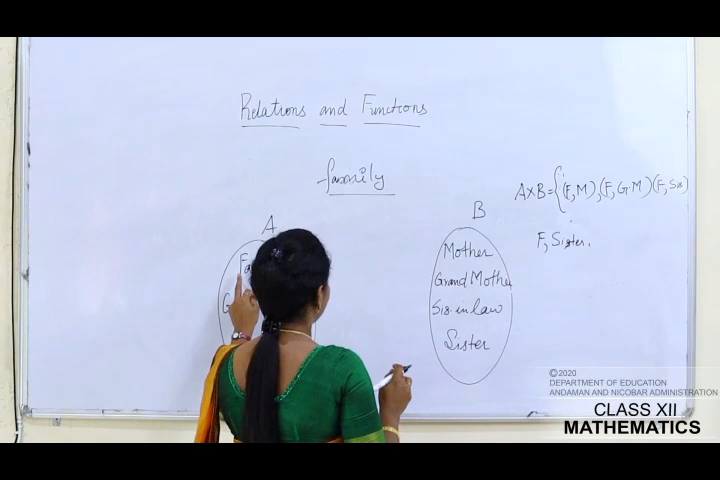 Relations and Functions
family
A
B
A×B={(F,M),(F,G.M)(F,Sis)
F, Sister.
Mother
Grand Mothe
Sis-in law
Sister
©2020
DEPARTMENT OF EDUCATION
ANDAMAN AND NICOBAR ADMINISTRATION
CLASS XII
MATHEMATICS